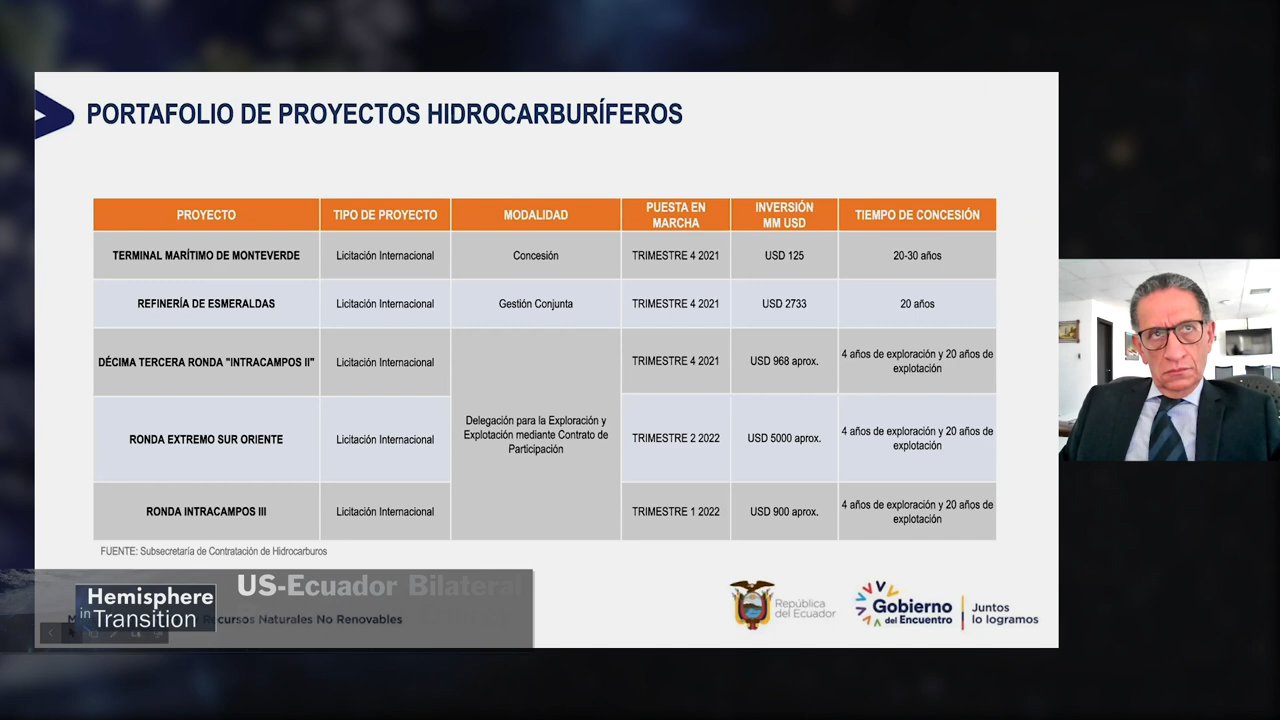 PORTAFOLIO DE PROYECTOS HIDROCARBURÍFEROS
PROYECTO
TIPO DE PROYECTO
MODALIDAD
PUESTA EN
MARCHA
INVERSIÓN
MM USD
TIEMPO DE CONCESIÓN
TERMINAL MARÍTIMO DE MONTEVERDE
Licitación Internacional
Concesión
TRIMESTRE 4 2021
USD 125
20-30 años
REFINERÍA DE ESMERALDAS
Licitación Internacional
Gestión Conjunta
TRIMESTRE 4 2021
USD 2733
20 años
DÉCIMA TERCERA RONDA "INTRACAMPOS II"
Licitación Internacional
Delegación para la Exploración y
Explotación mediante Contrato de
Participación
TRIMESTRE 4 2021
USD 968 aprox.
4 años de exploración y 20 años de
explotación
RONDA EXTREMO SUR ORIENTE
Licitación Internacional
TRIMESTRE 2 2022
USD 5000 aprox.
4 años de exploración y 20 años de
explotación
RONDA INTRACAMPOS III
Licitación Internacional
TRIMESTRE 1 2022
USD 900 aprox.
4 años de exploración y 20 años de
explotación
FUENTE: Subsecretaría de Contratación de Hidrocarburos
Hemisphere
in Transition
US-Ecuador Bilateral
Recursos Naturales No Renovables
República
del Ecuador
Gobierno
del Encuentro
Juntos
lo logramos